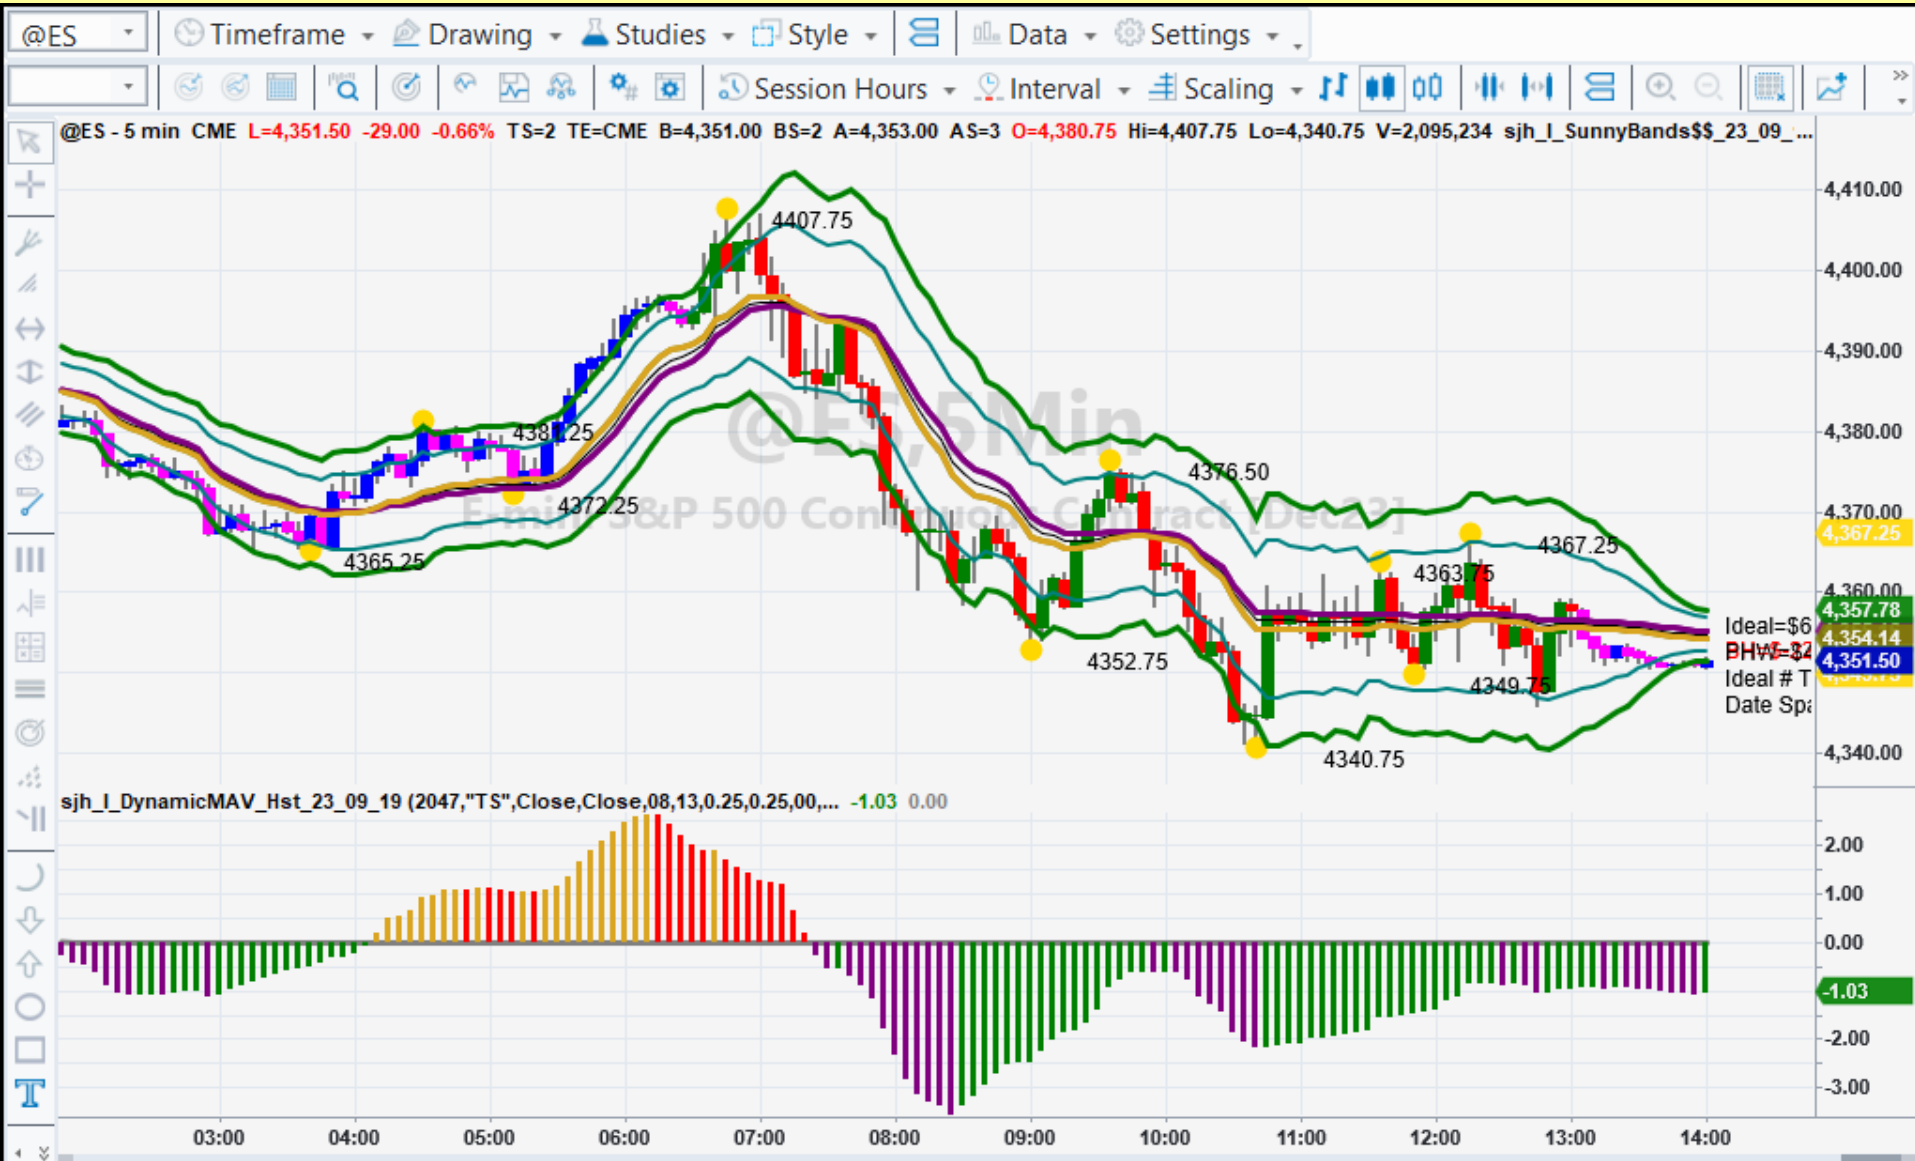 @ES Timeframe Drawing Studies Style Data Settings
Session Hours Interval Scaling
@ES - 5 min CME L=4,351.50 -29.00 -0.66% TS=2 TE=CME B=4,351.00 BS=2 A=4,353.00 AS=3 O=4,380.75 Hi=4,407.75 Lo=4,340.75 V=2,095,234 sjh_I_SunnyBands$$_23_09_...
4,410.00
4407.75
4,400.00
4,390.00
@ES,5Min
4381.25
4,380.00
4376.50
4372.25
E-mini S&P 500 Continuous Contract [Dec23]
4,370.00
4,367.25
4367.25
4365.25
4363.75
4,360.00
4,357.78
Ideal=$6
4,354.14
4352.75
4,351.50
Ideal # T
4349.75
Date Spa
4340.75
4,340.00
sjh_I_DynamicMAV_Hst_23_09_19 (2047,"TS",Close,Close,08,13,0.25,0.25,00,... -1.03 0.00
2.00
1.00
0.00
-1.03
-2.00
-3.00
03:00 04:00 05:00 06:00 07:00 08:00 09:00 10:00 11:00 12:00 13:00 14:00